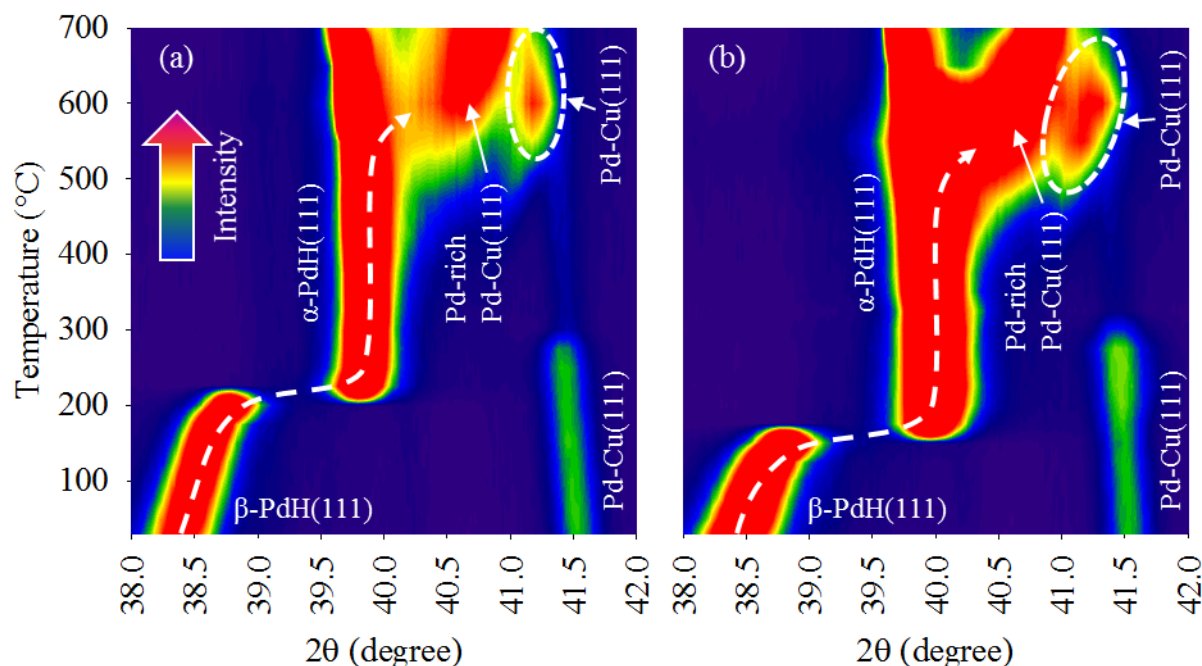 Temperature (°C)
700
600
500
400
300
200
100
(a)
Intensity
α-PdH(111)
β-PdH(111)
Pd-rich
Pd-Cu(111)
Pd-Cu(111)
Pd-Cu(111)
38.0
38.5
39.0
39.5
40.0
40.5
41.0
41.5
42.0
2θ (degree)
(b)
α-PdH(111)
β-PdH(111)
Pd-rich
Pd-Cu(111)
Pd-Cu(111)
Pd-Cu(111)
38.0
38.5
39.0
39.5
40.0
40.5
41.0
41.5
42.0
2θ (degree)